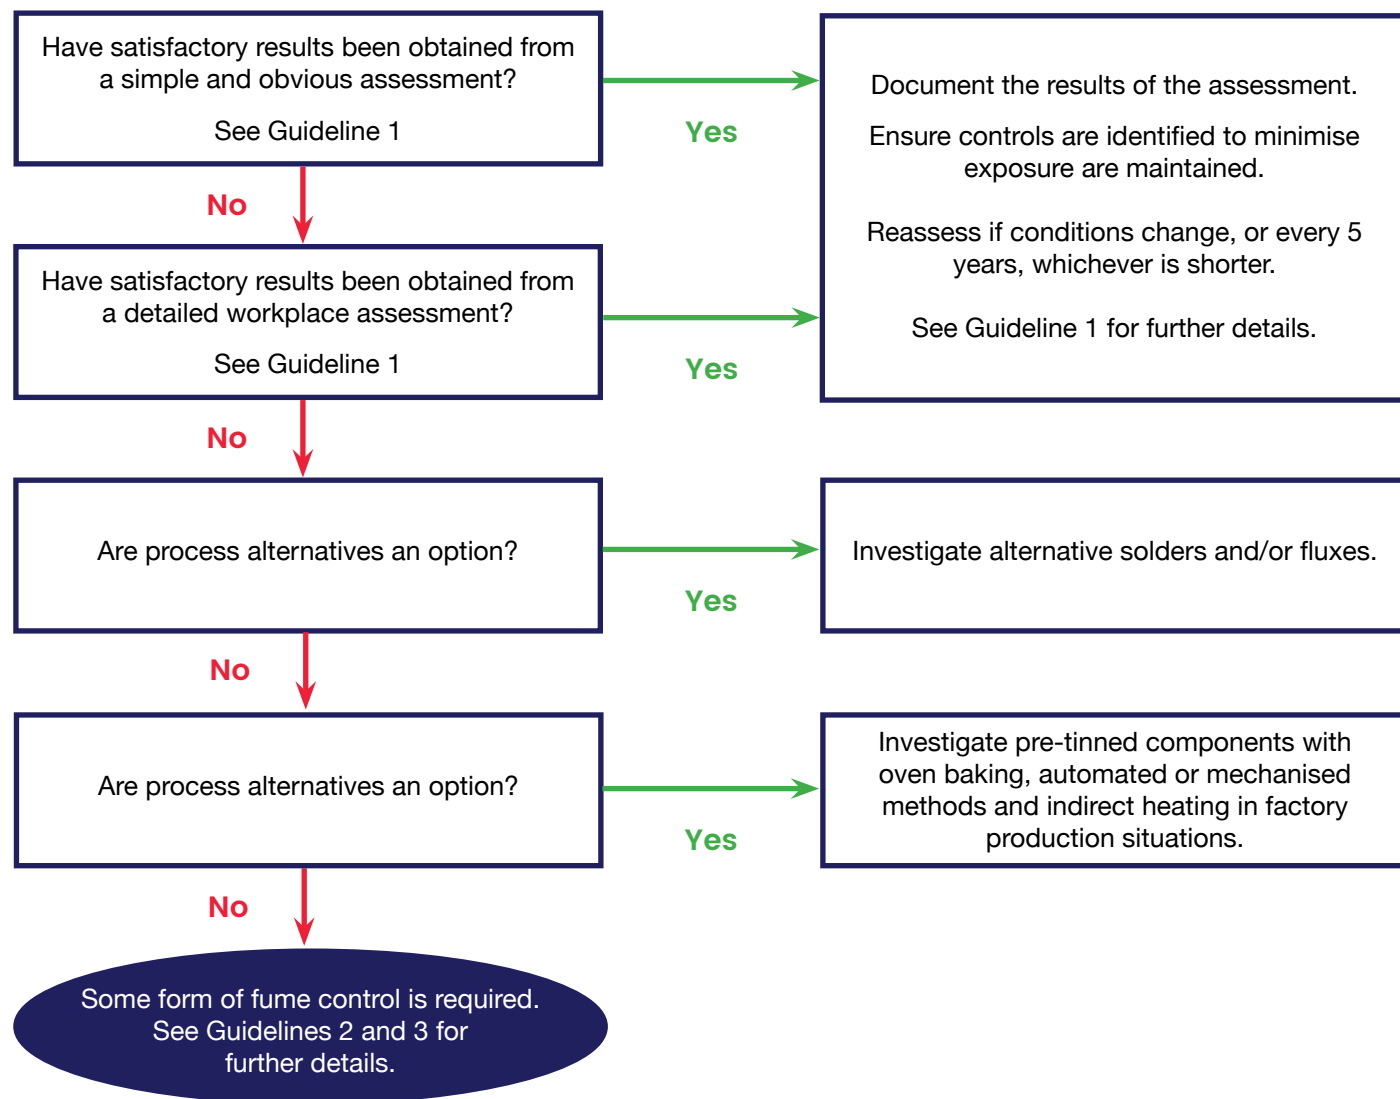 Have satisfactory results been obtained from
a simple and obvious assessment?
See Guideline 1
Yes
Document the results of the assessment.
Ensure controls are identified to minimise
exposure are maintained.
Reassess if conditions change, or every 5
years, whichever is shorter.
See Guideline 1 for further details.
No
Have satisfactory results been obtained from
a detailed workplace assessment?
See Guideline 1
Yes
No
Are process alternatives an option?
Yes
Investigate alternative solders and/or fluxes.
No
Are process alternatives an option?
Yes
Investigate pre-tinned components with
oven baking, automated or mechanised
methods and indirect heating in factory
production situations.
No
Some form of fume control is required.
See Guidelines 2 and 3 for
further details.